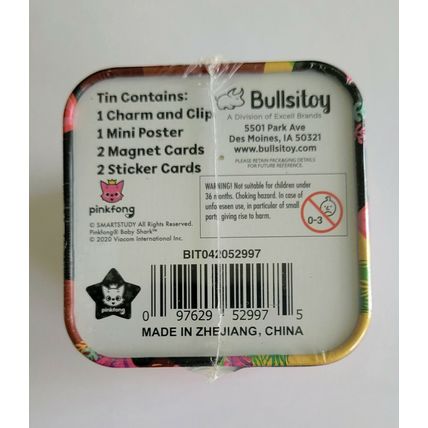 Tin Contains:
1 Charm and Clip
1 Mini Poster
2 Magnet Cards
2 Sticker Cards
Bullsitoy
A Division of Excell Brands
5501 Park Ave
Des Moines, IA 50321
www.bullsitoy.com
PLEASE RETAIN PACKAGING DETAILS
FOR FUTURE REFERENCE.
pinkfong
© SMARTSTUDY All Rights Reserved.
Pinkfong® Baby Shark™
© 2020 Viacom International Inc.
WARNING! Not suitable for children under
36 months. Choking hazard. In case of
unfo eseen use, in particular of small
parts, giving rise to harm.
0-3
BIT042052997
pinkfong
0 97629 52997 5
MADE IN ZHEJIANG, CHINA